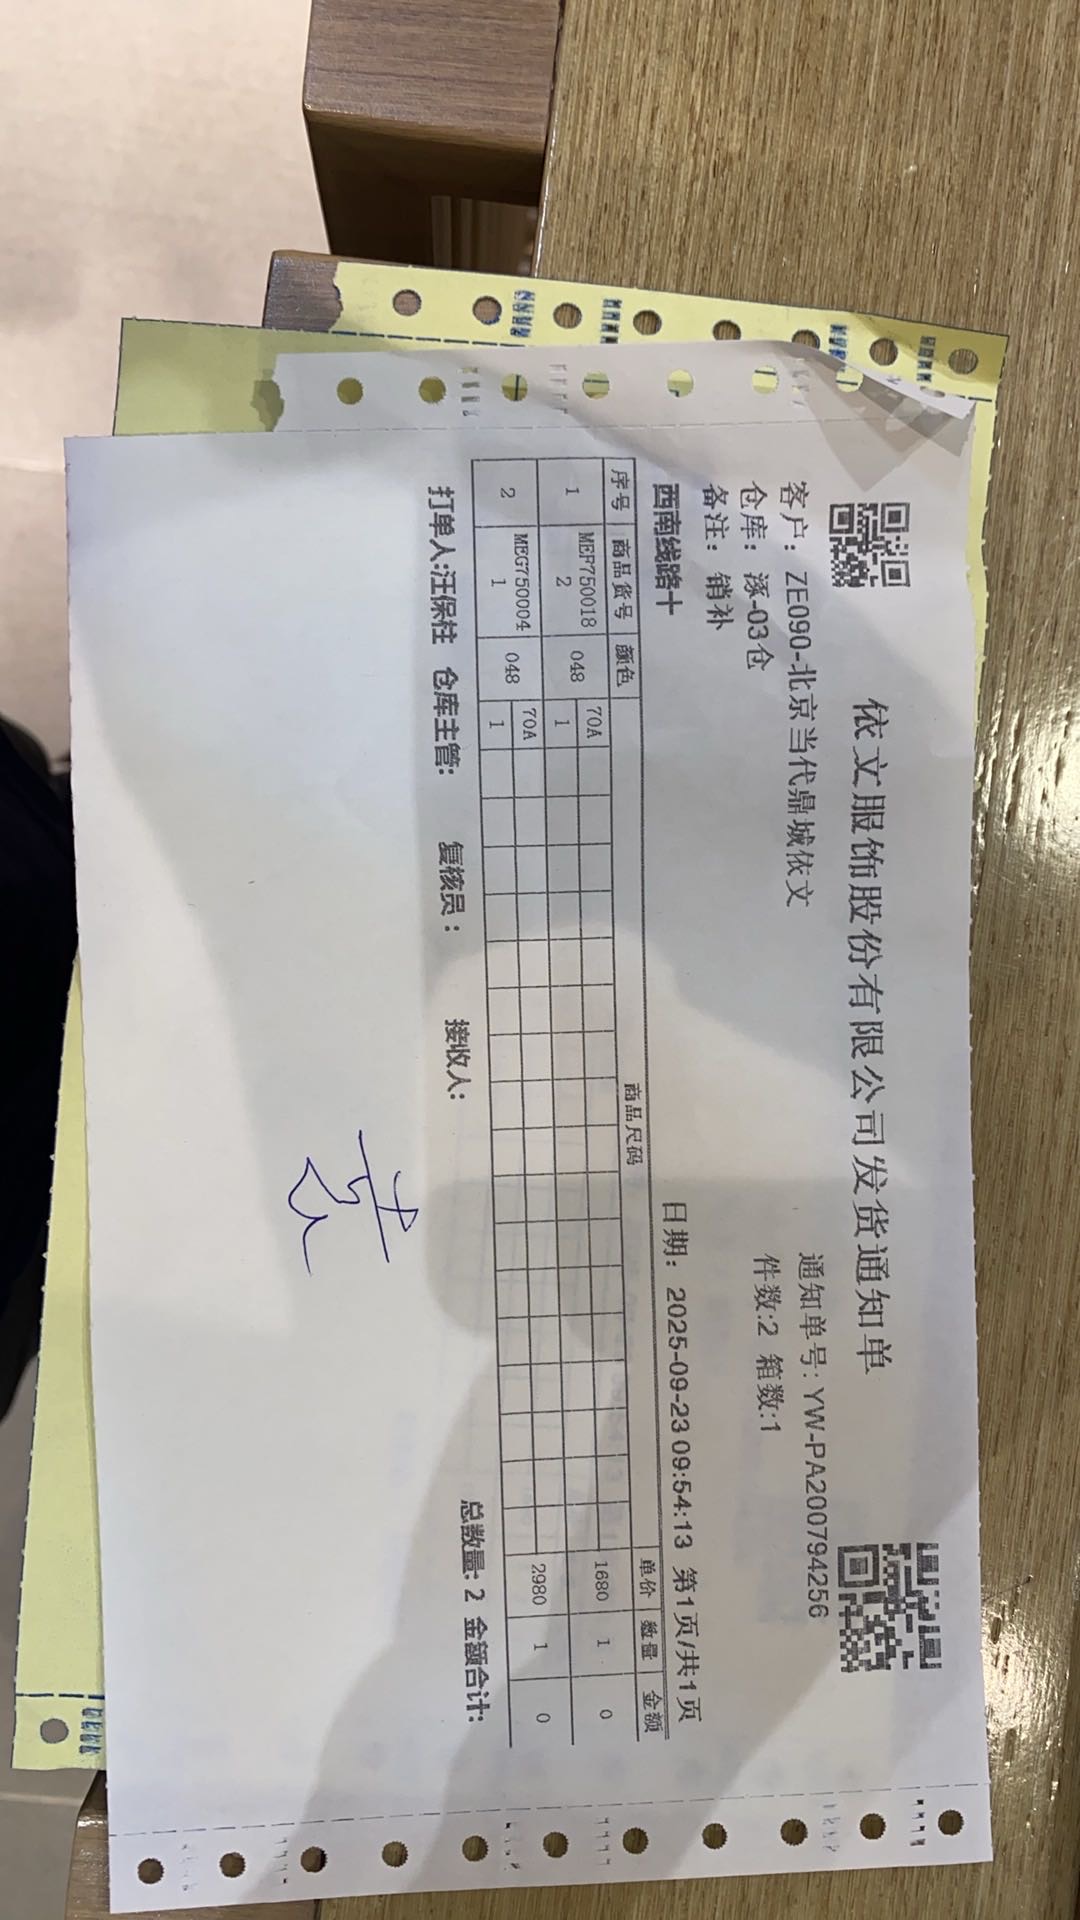 依文服饰股份有限公司发货通知单
客户：ZE090-北京当代鼎城依文
通知单号:YW-PA200794256
仓库：涿-03仓
件数:2 箱数:1
备注：销补
西南线路十
日期：2025-09-23 09:54:13 第1页/共1页
序号 商品货号 颜色 商品尺码 单价 数量 金额
1 MEF7500182 048 70A 1 1680 1 0
2 MEG7500041 048 70A 1 2980 1 0
打单人:汪保柱 仓库主管: 复核员: 接收人: 总数量: 2 金额合计: